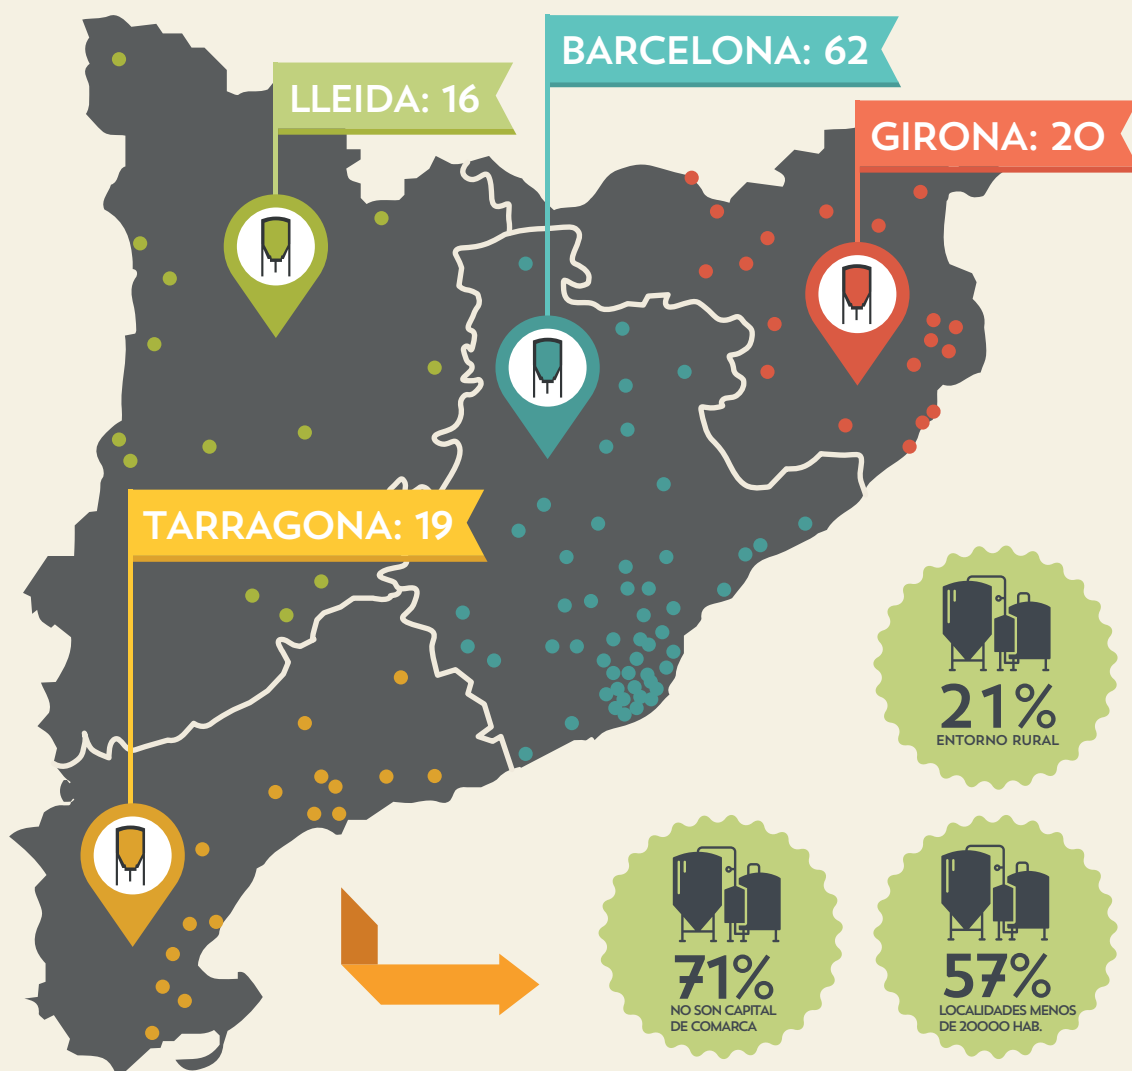 BARCELONA: 62
LLEIDA: 16
GIRONA: 20
TARRAGONA: 19
21%
ENTORNO RURAL
71%
NO SON CAPITAL
DE COMARCA
57%
LOCALIDADES MENOS
DE 20000 HAB.